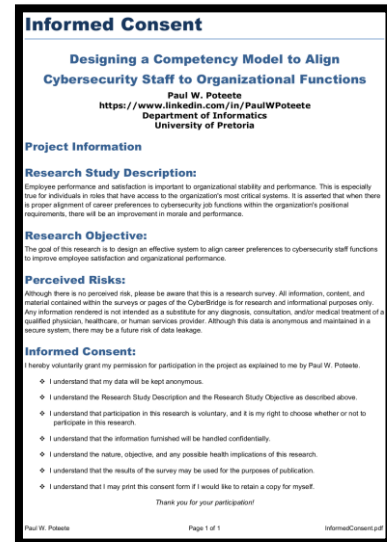 Informed Consent
Designing a Competency Model to Align
Cybersecurity Staff to Organizational Functions
Paul W. Poteete
https://www.linkedin.com/in/PaulWPoteete
Department of Informatics
University of Pretoria
Project Information
Research Study Description:
Employee performance and satisfaction is important to organizational stability and performance. This is especially
true for individuals in roles that have access to the organization's most critical systems. It is asserted that when there
is proper alignment of career preferences to cybersecurity job functions within the organization's positional
requirements, there will be an improvement in morale and performance.
Research Objective:
The goal of this research is to design an effective system to align career preferences to cybersecurity staff functions
to improve employee satisfaction and organizational performance.
Perceived Risks:
Although there is no perceived risk, please be aware that this is a research survey. All information, content, and
material contained within the surveys or pages of the CyberBridge is for research and informational purposes only.
Any information rendered is not intended as a substitute for any diagnosis, consultation, and/or medical treatment of a
qualified physician, healthcare, or human services provider. Although this data is anonymous and maintained in a
secure system, there may be a future risk of data leakage.
Informed Consent:
I hereby voluntarily grant my permission for participation in the project as explained to me by Paul W. Poteete.
❖ I understand that my data will be kept anonymous.
❖ I understand the Research Study Description and the Research Study Objective as described above.
❖ I understand that participation in this research is voluntary, and it is my right to choose whether or not to
participate in this research.
❖ I understand that the information furnished will be handled confidentially.
❖ I understand the nature, objective, and any possible health implications of this research.
❖ I understand that the results of the survey may be used for the purposes of publication.
❖ I understand that I may print this consent form if I would like to retain a copy for myself.
Thank you for your participation!
Paul W. Poteete Page 1 of 1 InformedConsent.pdf